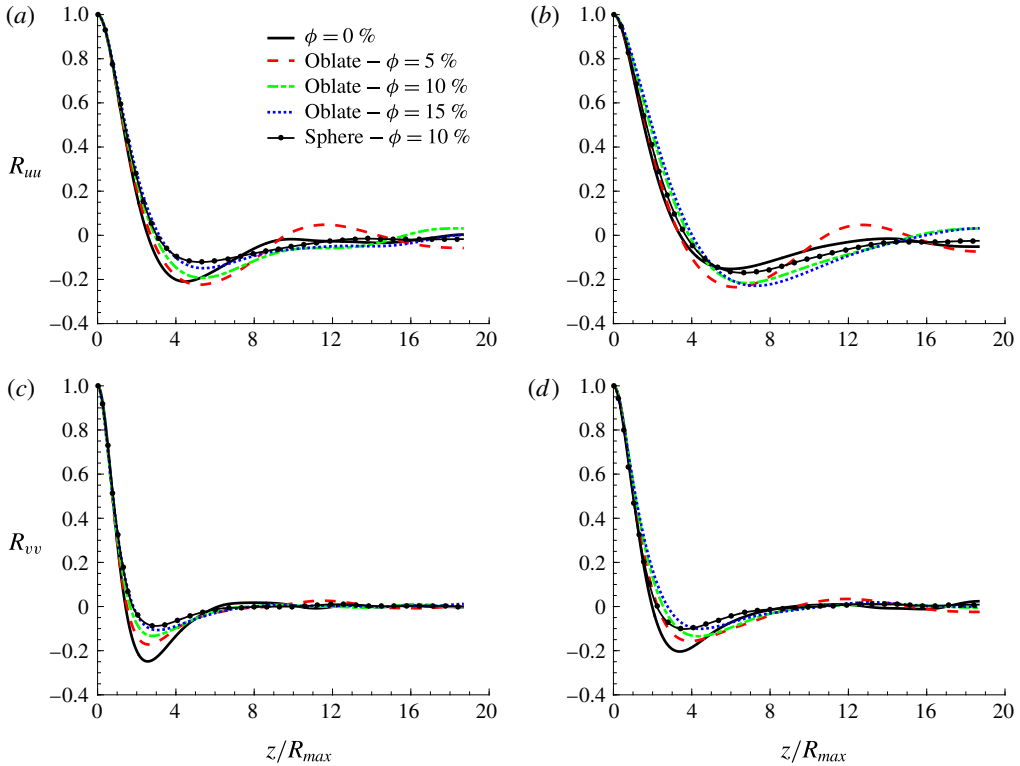 (a)
1.0
0.8
0.6
0.4
0.2
0
−0.2
−0.4
R_uu
0 4 8 12 16 20
ϕ = 0 %
Oblate – ϕ = 5 %
Oblate – ϕ = 10 %
Oblate – ϕ = 15 %
Sphere – ϕ = 10 %
(b)
1.0
0.8
0.6
0.4
0.2
0
−0.2
−0.4
0 4 8 12 16 20
(c)
1.0
0.8
0.6
0.4
0.2
0
−0.2
−0.4
R_vv
0 4 8 12 16 20
z/R_max
(d)
1.0
0.8
0.6
0.4
0.2
0
−0.2
−0.4
0 4 8 12 16 20
z/R_max